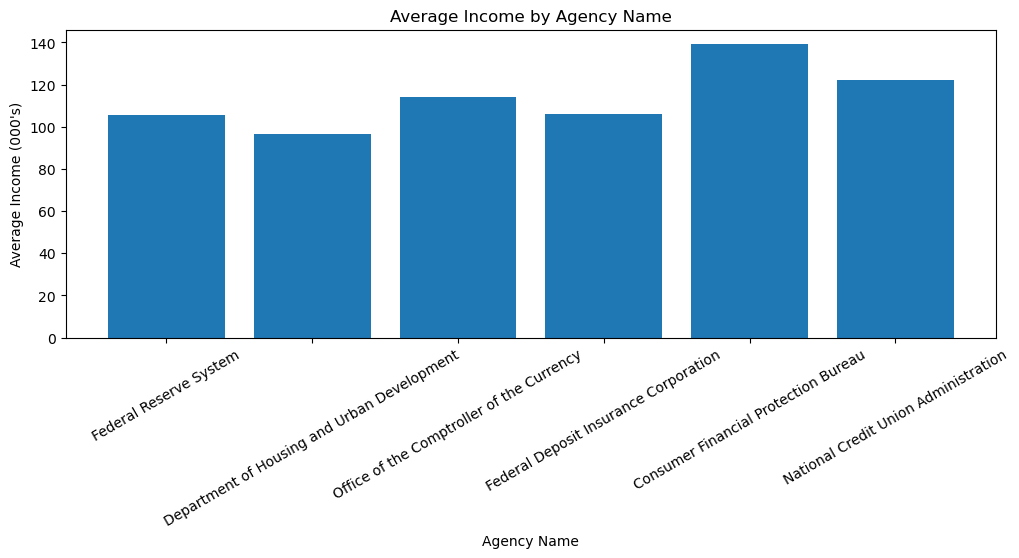 Average Income by Agency Name
Average Income (000's)
140
120
100
80
60
40
20
0
Federal Reserve System
Department of Housing and Urban Development
Office of the Comptroller of the Currency
Federal Deposit Insurance Corporation
Consumer Financial Protection Bureau
National Credit Union Administration
Agency Name